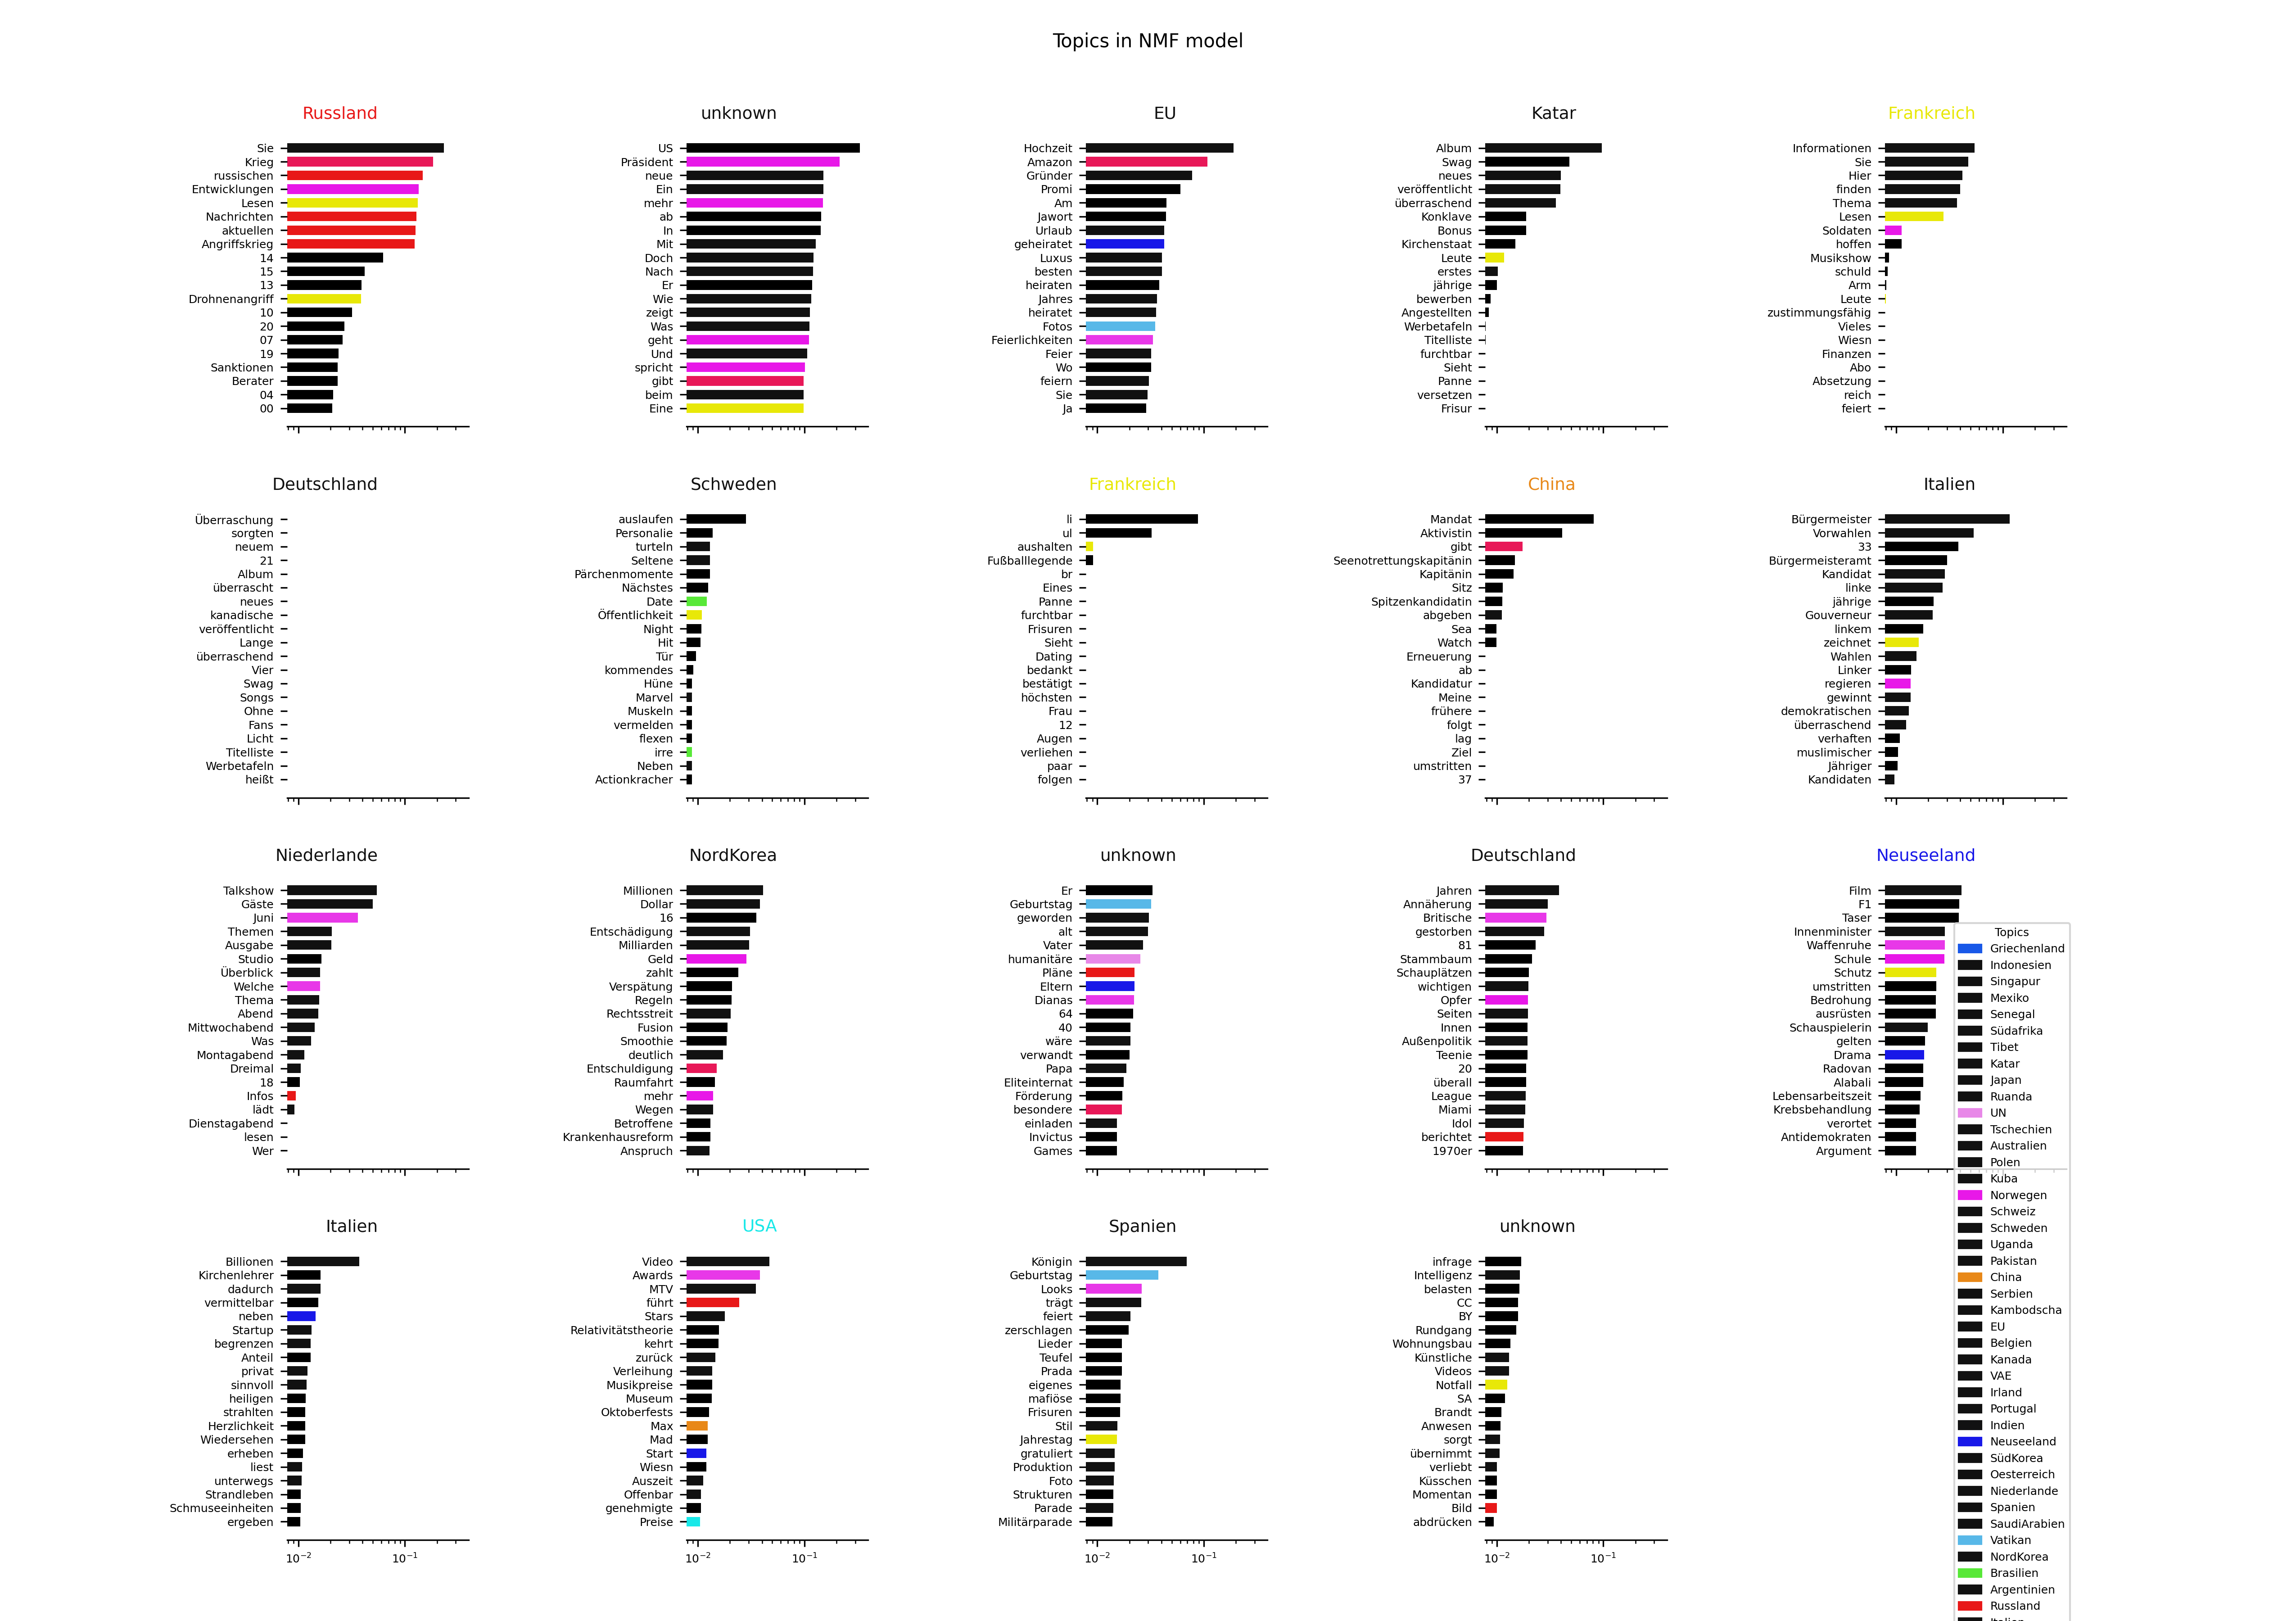 Topics in NMF model
Russland
Sie
Krieg
russischen
Entwicklungen
Lesen
Nachrichten
aktuellen
Angriffskrieg
14
15
13
Drohnenangriff
10
20
07
19
Sanktionen
Berater
04
00
unknown
US
Präsident
neue
Ein
mehr
ab
In
Mit
Doch
Nach
Er
Wie
zeigt
Was
geht
Und
spricht
gibt
beim
Eine
EU
Hochzeit
Amazon
Gründer
Promi
Am
Jawort
Urlaub
geheiratet
Luxus
besten
heiraten
Jahres
heiratet
Fotos
Feierlichkeiten
Feier
Wo
feiern
Sie
Ja
Katar
Album
Swag
neues
veröffentlicht
überraschend
Konklave
Bonus
Kirchenstaat
Leute
erstes
jährige
bewerben
Angestellten
Werbetafeln
Titelliste
furchtbar
Sieht
Panne
versetzen
Frisur
Frankreich
Informationen
Sie
Hier
finden
Thema
Lesen
Soldaten
hoffen
Musikshow
schuld
Arm
Leute
zustimmungsfähig
Vieles
Wiesn
Finanzen
Abo
Absetzung
reich
feiert
Deutschland
Überraschung
sorgten
neuem
21
Album
überrascht
neues
kanadische
veröffentlicht
Lange
überraschend
Vier
Swag
Songs
Ohne
Fans
Licht
Titelliste
Werbetafeln
heißt
Schweden
auslaufen
Personalie
turteln
Seltene
Pärchenmomente
Nächstes
Date
Öffentlichkeit
Night
Hit
Tür
kommendes
Hüne
Marvel
Muskeln
vermelden
flexen
irre
Neben
Actionkracher
Frankreich
li
ul
aushalten
Fußballlegende
br
Eines
Panne
furchtbar
Frisuren
Sieht
Dating
bedankt
bestätigt
höchsten
Frau
12
Augen
verliehen
paar
folgen
China
Mandat
Aktivistin
gibt
Seenotrettungskapitänin
Kapitänin
Sitz
Spitzenkandidatin
abgeben
Sea
Watch
Erneuerung
ab
Kandidatur
Meine
frühere
folgt
lag
Ziel
umstritten
37
Italien
Bürgermeister
Vorwahlen
33
Bürgermeisteramt
Kandidat
linke
jährige
Gouverneur
linkem
zeichnet
Wahlen
Linker
regieren
gewinnt
demokratischen
überraschend
verhaften
muslimischer
Jähriger
Kandidaten
Niederlande
Talkshow
Gäste
Juni
Themen
Ausgabe
Studio
Überblick
Welche
Thema
Abend
Mittwochabend
Was
Montagabend
Dreimal
18
Infos
lädt
Dienstagabend
lesen
Wer
NordKorea
Millionen
Dollar
16
Entschädigung
Milliarden
Geld
zahlt
Verspätung
Regeln
Rechtsstreit
Fusion
Smoothie
deutlich
Entschuldigung
Raumfahrt
mehr
Wegen
Betroffene
Krankenhausreform
Anspruch
unknown
Er
Geburtstag
geworden
alt
Vater
humanitäre
Pläne
Eltern
Dianas
64
40
wäre
verwandt
Papa
Eliteinternat
Förderung
besondere
einladen
Invictus
Games
Deutschland
Jahren
Annäherung
Britische
gestorben
81
Stammbaum
Schauplätzen
wichtigen
Opfer
Seiten
Innen
Außenpolitik
Teenie
20
überall
League
Miami
Idol
berichtet
1970er
Neuseeland
Film
F1
Taser
Innenminister
Waffenruhe
Schule
Schutz
umstritten
Bedrohung
ausrüsten
Schauspielerin
gelten
Drama
Radovan
Alabali
Lebensarbeitszeit
Krebsbehandlung
verortet
Antidemokraten
Argument
Italien
Billionen
Kirchenlehrer
dadurch
vermittelbar
neben
Startup
begrenzen
Anteil
privat
sinnvoll
heiligen
strahlten
Herzlichkeit
Wiedersehen
erheben
liest
unterwegs
Strandleben
Schmuseeinheiten
ergeben
10⁻² 10⁻¹
USA
Video
Awards
MTV
führt
Stars
Relativitätstheorie
kehrt
zurück
Verleihung
Musikpreise
Museum
Oktoberfests
Max
Mad
Start
Wiesn
Auszeit
Offenbar
genehmigte
Preise
10⁻² 10⁻¹
Spanien
Königin
Geburtstag
Looks
trägt
feiert
zerschlagen
Lieder
Teufel
Prada
eigenes
mafiöse
Frisuren
Stil
Jahrestag
gratuliert
Produktion
Foto
Strukturen
Parade
Militärparade
10⁻² 10⁻¹
unknown
infrage
Intelligenz
belasten
CC
BY
Rundgang
Wohnungsbau
Künstliche
Videos
Notfall
SA
Brandt
Anwesen
sorgt
übernimmt
verliebt
Küsschen
Momentan
Bild
abdrücken
10⁻² 10⁻¹
Topics
Griechenland
Indonesien
Singapur
Mexiko
Senegal
Südafrika
Tibet
Katar
Japan
Ruanda
UN
Tschechien
Australien
Polen
Kuba
Norwegen
Schweiz
Schweden
Uganda
Pakistan
China
Serbien
Kambodscha
EU
Belgien
Kanada
VAE
Irland
Portugal
Indien
Neuseeland
SüdKorea
Oesterreich
Niederlande
Spanien
SaudiArabien
Vatikan
NordKorea
Brasilien
Argentinien
Russland